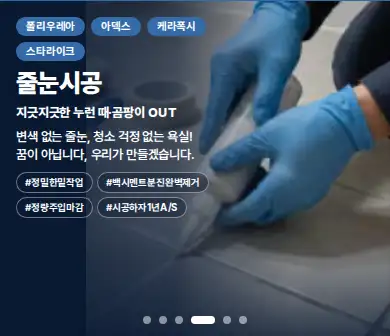 폴리우레아 아덱스 케라폭시
스타라이크
줄눈시공
지긋지긋한 누런 때·곰팡이 OUT
변색 없는 줄눈, 청소 걱정 없는 욕실!
꿈이 아닙니다, 우리가 만들겠습니다.
#정밀한밑작업 #백시멘트분진완벽제거
#정량주입마감 #시공하자1년A/S